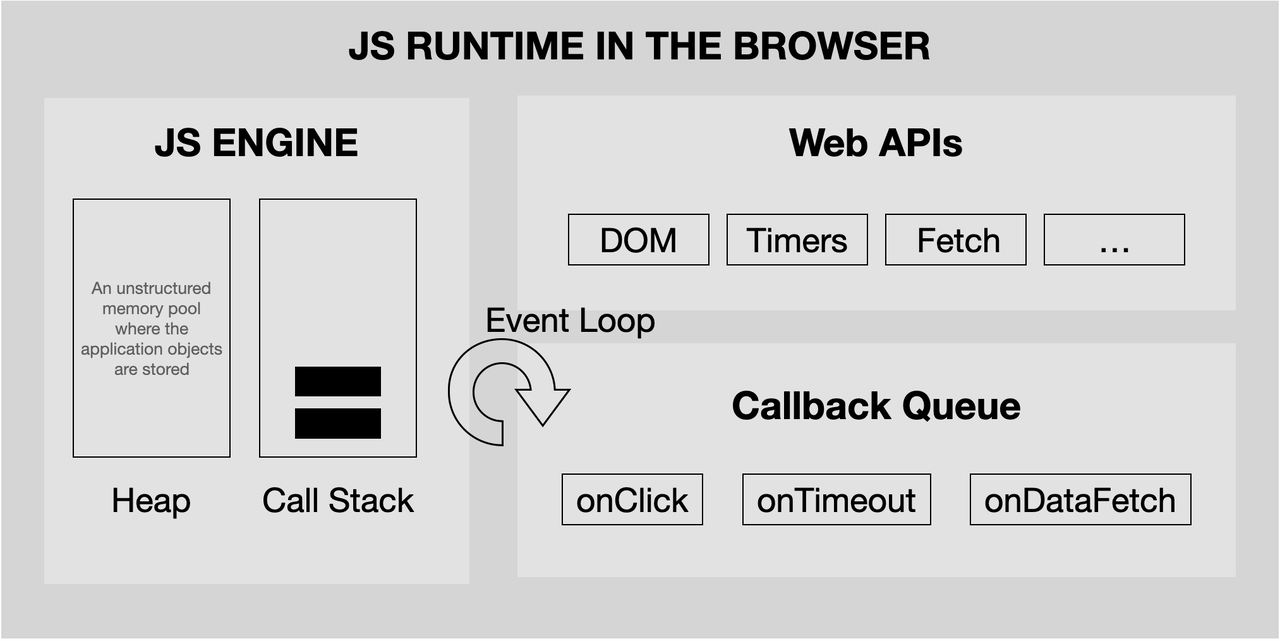 JS RUNTIME IN THE BROWSER
JS ENGINE
An unstructured
memory pool
where the
application objects
are stored
Heap
Call Stack
Event Loop
Web APIs
DOM
Timers
Fetch
...
Callback Queue
onClick
onTimeout
onDataFetch